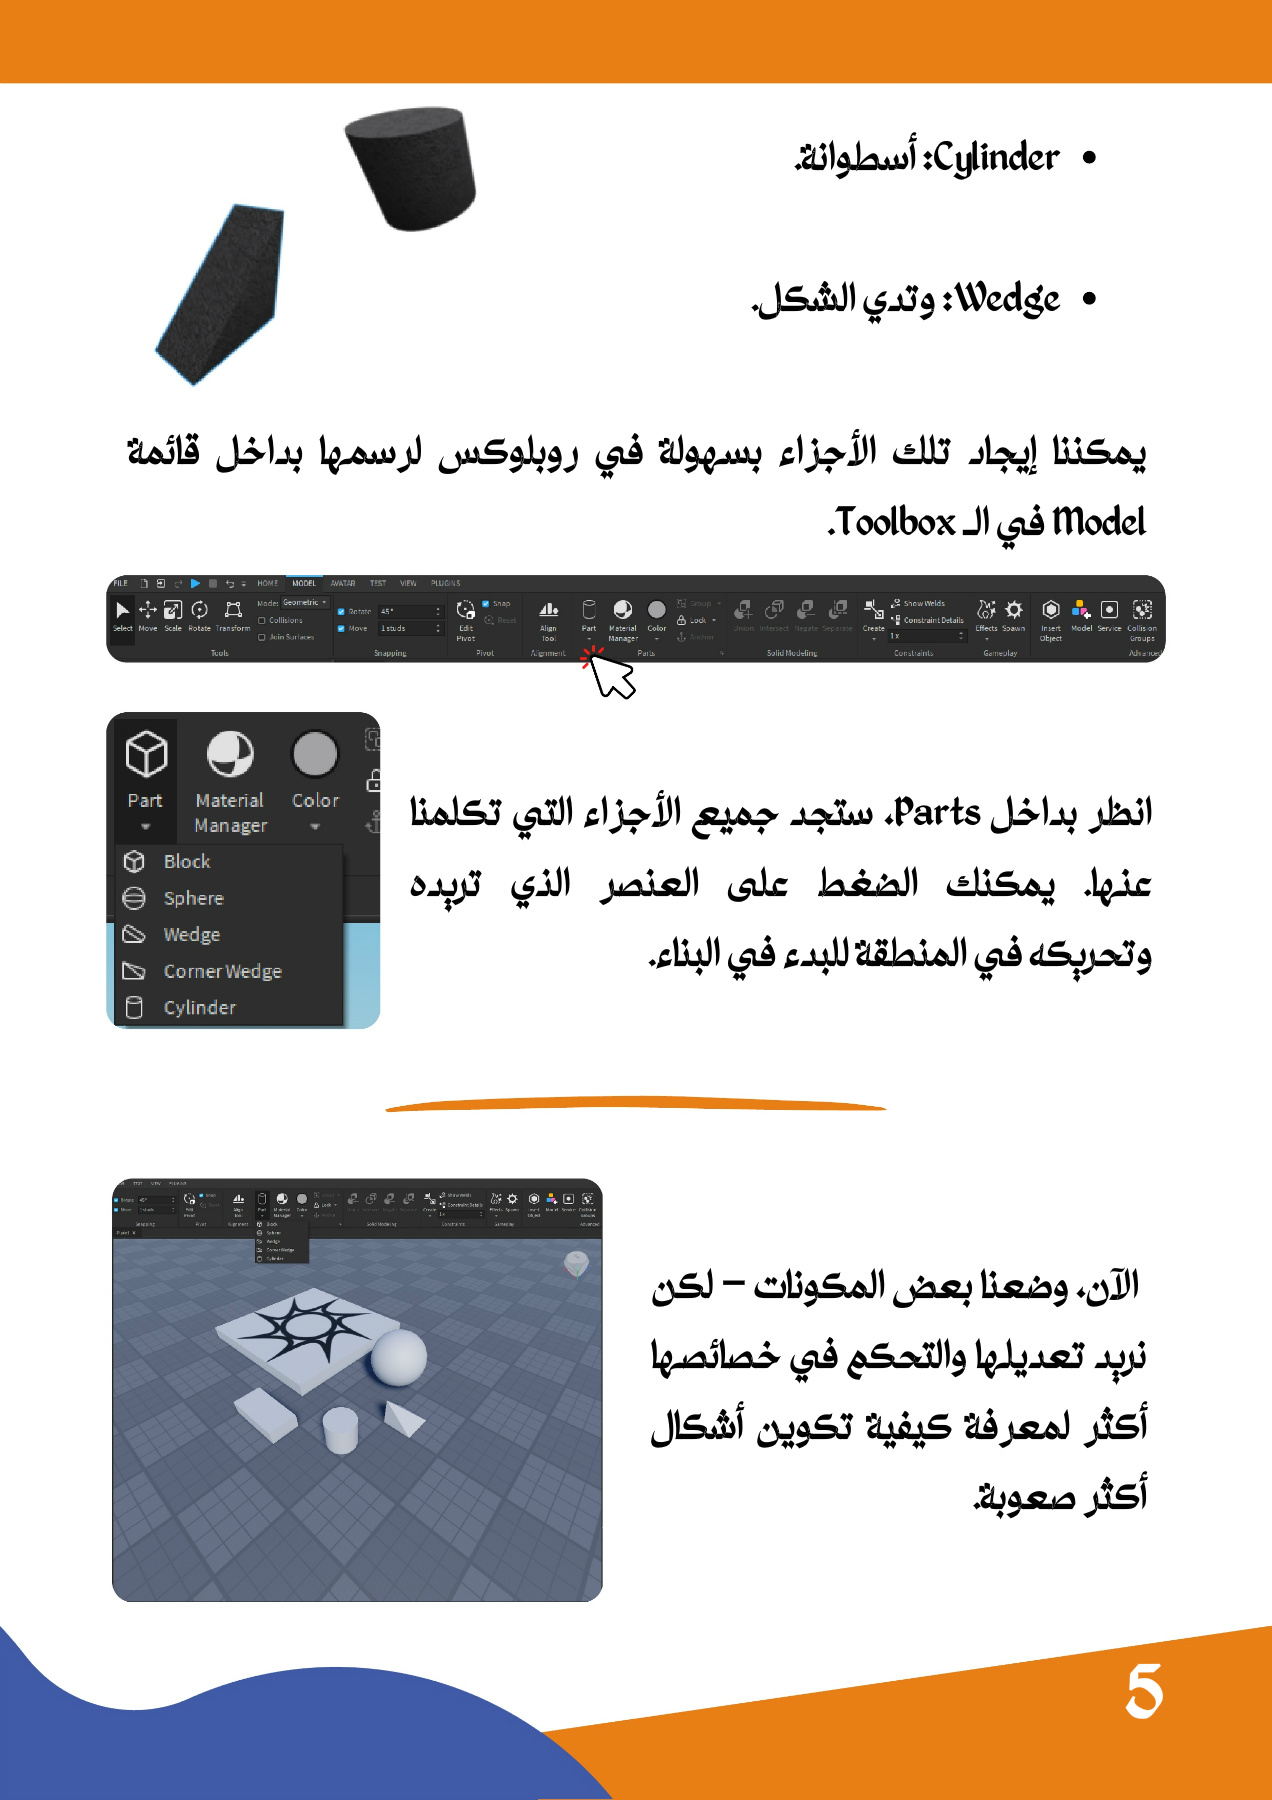 Cylinder: أسطوانة.
Wedge: وتدي الشكل.
يمكننا إيجاد تلك الأجزاء بسهولة في روبلوكس لرسمها بداخل قائمة
Model في الـ Toolbox.
FILE HOME MODEL AVATAR TEST VIEW PLUGINS
Select Move Scale Rotate Transform
Mode: Geometric
Collisions
Join Surfaces
Tools
Rotate 45°
Move 1 studs
Snapping
Edit Pivot
Snap
Reset
Pivot
Align Tool
Alignment
Part
Material Manager
Color
Group
Lock
Anchor
Parts
Union Intersect Negate Separate
Solid Modeling
Create
Show Welds
Constraint Details
1x
Constraints
Effects Spawn
Gameplay
Insert Object
Model
Service
Collision Groups
Advanced
Part
Material Manager
Color
Block
Sphere
Wedge
Corner Wedge
Cylinder
انظر بداخل Parts، ستجد جميع الأجزاء التي تكلمنا
عنها. يمكنك الضغط على العنصر الذي تريده
وتحريكه في المنطقة للبدء في البناء.
الآن، وضعنا بعض المكونات – لكن
نريد تعديلها والتحكم في خصائصها
أكثر لمعرفة كيفية تكوين أشكال
أكثر صعوبة.
5